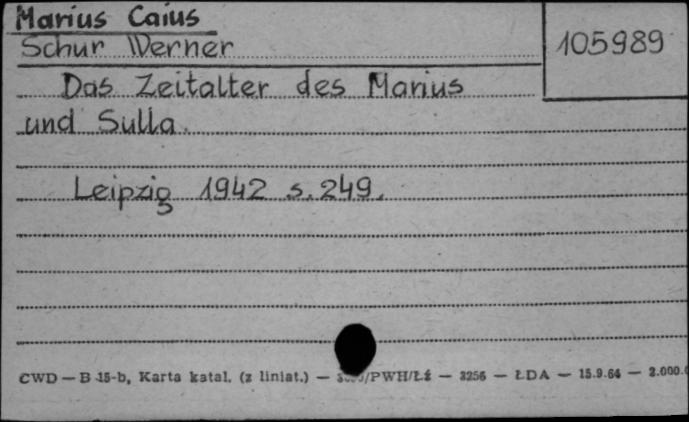 Marius Caius
Schur Werner
105989
Das Zeitalter des Marius
und Sulla.
Leipzig 1942 s. 249.
CWD — B 15-b, Karta katal. (z liniat.) — /PWH/Łź — 3256 — ŁDA — 15.9.64 — 2.000.